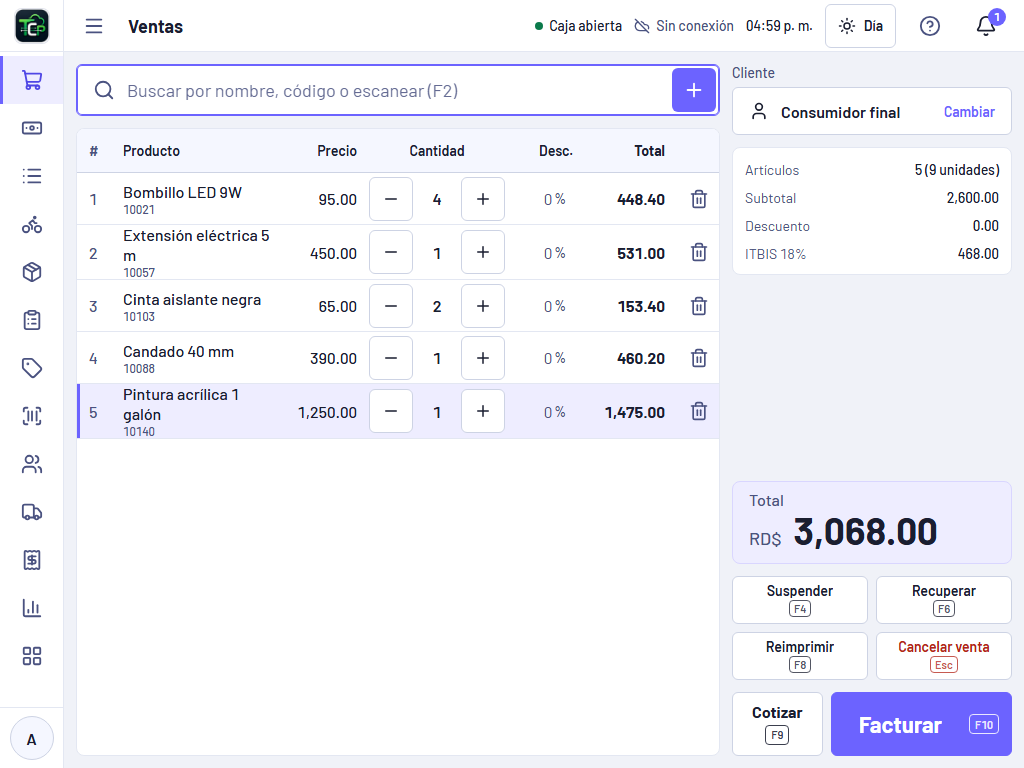 TCP
Ventas
Caja abierta
Sin conexión
04:59 p. m.
Día
1
Buscar por nombre, código o escanear (F2)
Cliente
Consumidor final
Cambiar
# Producto Precio Cantidad Desc. Total
1 Bombillo LED 9W 95.00 4 0 % 448.40
10021
2 Extensión eléctrica 5 m 450.00 1 0 % 531.00
10057
3 Cinta aislante negra 65.00 2 0 % 153.40
10103
4 Candado 40 mm 390.00 1 0 % 460.20
10088
5 Pintura acrílica 1 galón 1,250.00 1 0 % 1,475.00
10140
Artículos 5 (9 unidades)
Subtotal 2,600.00
Descuento 0.00
ITBIS 18% 468.00
Total
RD$ 3,068.00
Suspender
F4
Recuperar
F6
Reimprimir
F8
Cancelar venta
Esc
Cotizar
F9
Facturar F10
A